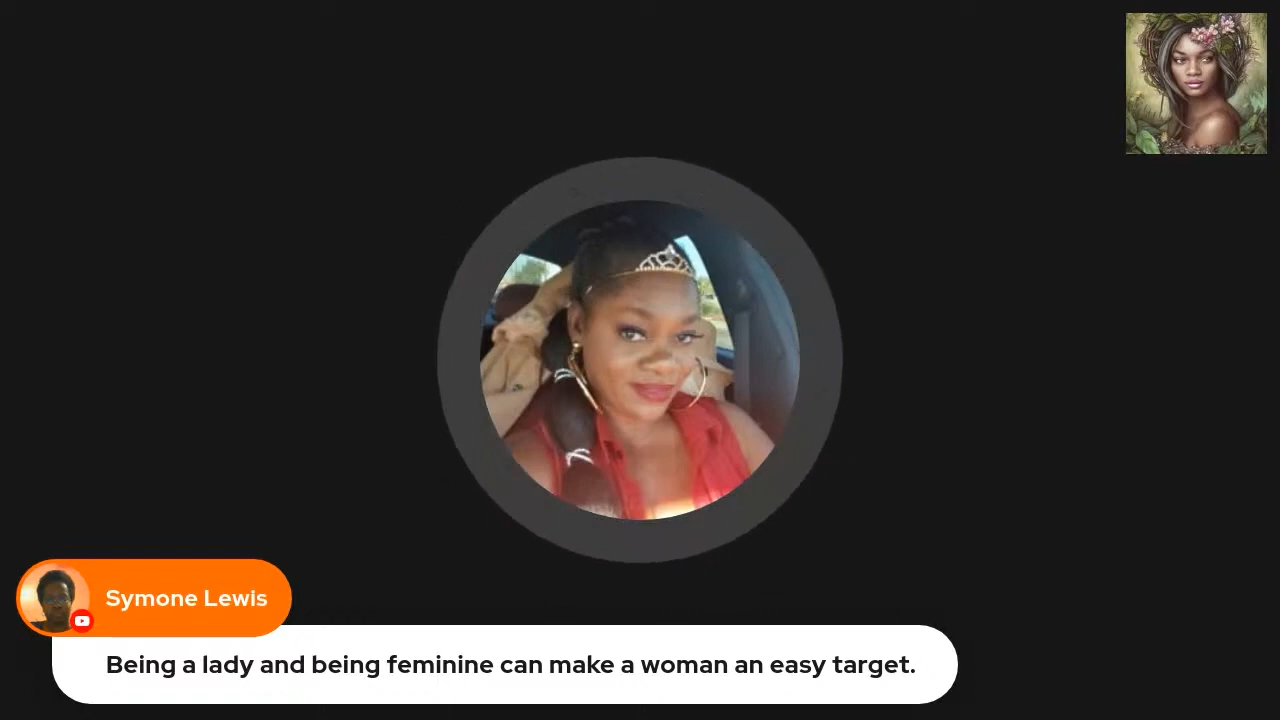 Symone Lewis
Being a lady and being feminine can make a woman an easy target.